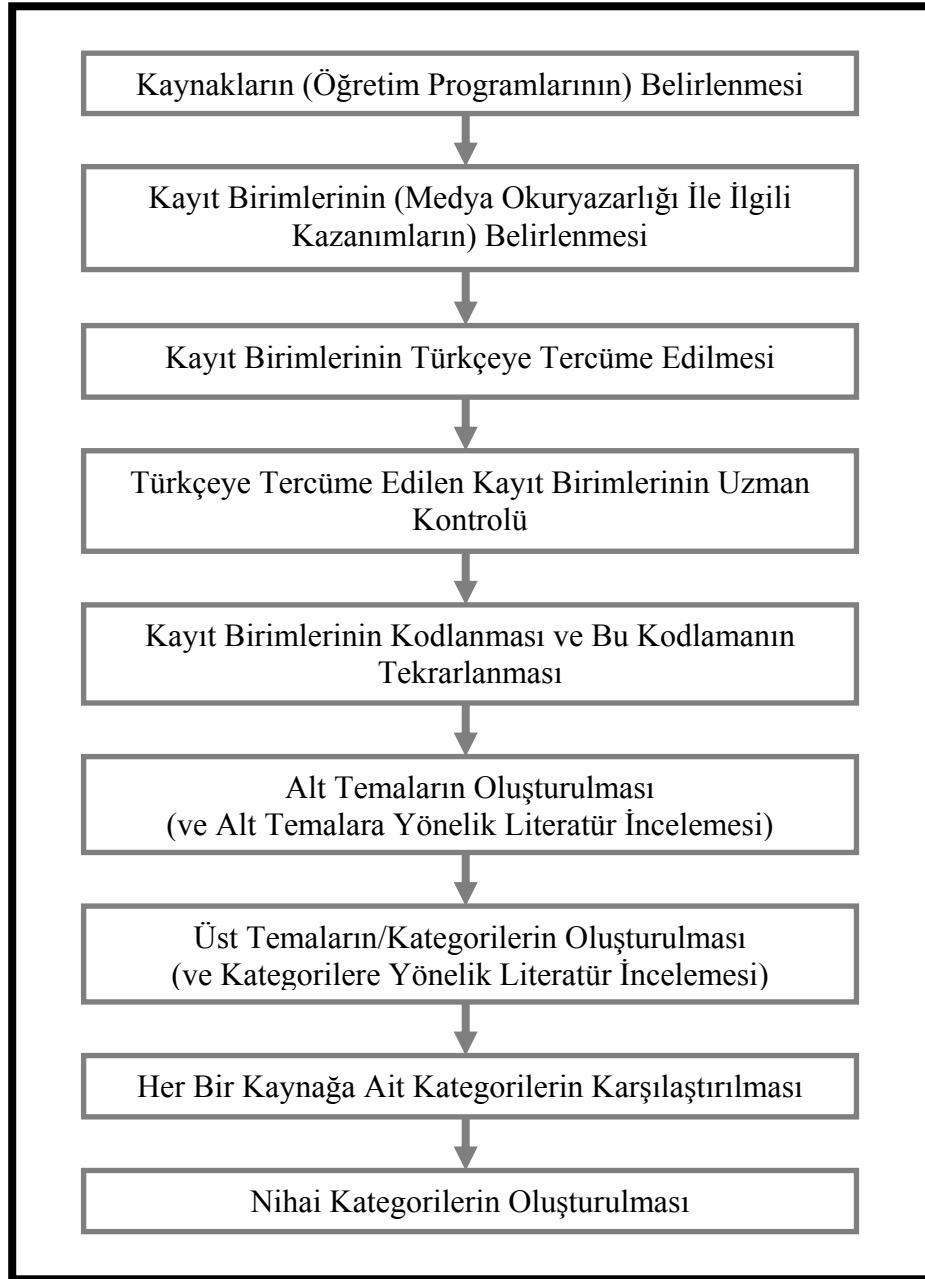 Kaynakların (Öğretim Programlarının) Belirlenmesi
Kayıt Birimlerinin (Medya Okuryazarlığı İle İlgili
Kazanımların) Belirlenmesi
Kayıt Birimlerinin Türkçeye Tercüme Edilmesi
Türkçeye Tercüme Edilen Kayıt Birimlerinin Uzman
Kontrolü
Kayıt Birimlerinin Kodlanması ve Bu Kodlamanın
Tekrarlanması
Alt Temaların Oluşturulması
(ve Alt Temalara Yönelik Literatür İncelemesi)
Üst Temaların/Kategorilerin Oluşturulması
(ve Kategorilere Yönelik Literatür İncelemesi)
Her Bir Kaynağa Ait Kategorilerin Karşılaştırılması
Nihai Kategorilerin Oluşturulması